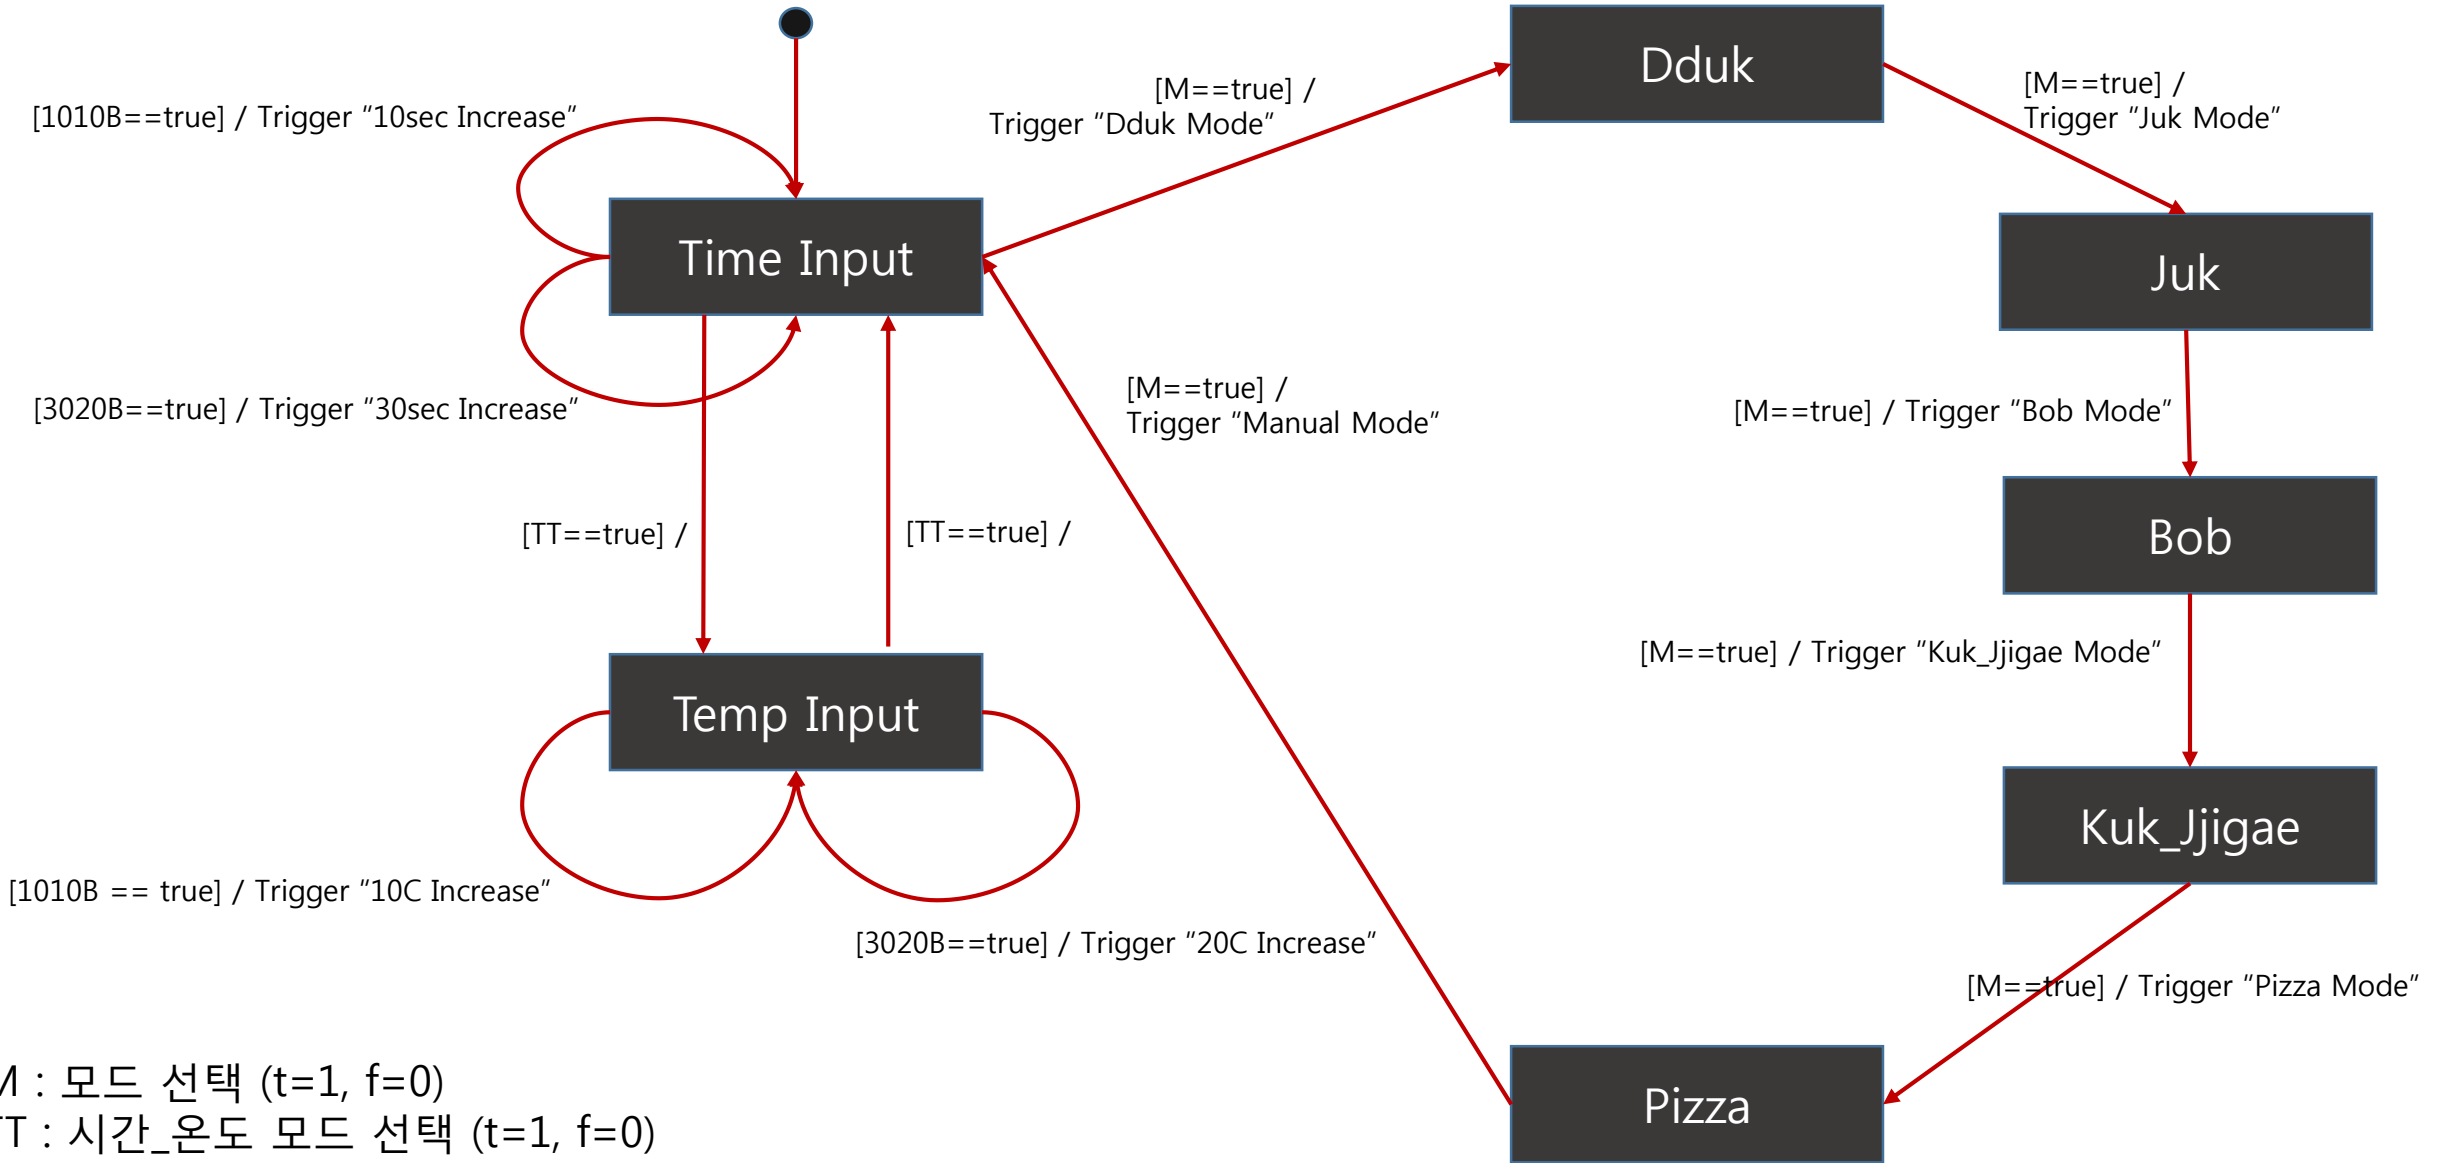 Dduk
[M==true] /
Trigger "Dduk Mode"
[M==true] /
Trigger "Juk Mode"
[1010B==true] / Trigger "10sec Increase"
Time Input
Juk
[3020B==true] / Trigger "30sec Increase"
[M==true] /
Trigger "Manual Mode"
[M==true] / Trigger "Bob Mode"
[TT==true] /
[TT==true] /
Bob
[M==true] / Trigger "Kuk_Jjigae Mode"
Temp Input
Kuk_Jjigae
[1010B == true] / Trigger "10C Increase"
[3020B==true] / Trigger "20C Increase"
[M==true] / Trigger "Pizza Mode"
Pizza
M : 모드 선택 (t=1, f=0)
TT : 시간_온도 모드 선택 (t=1, f=0)